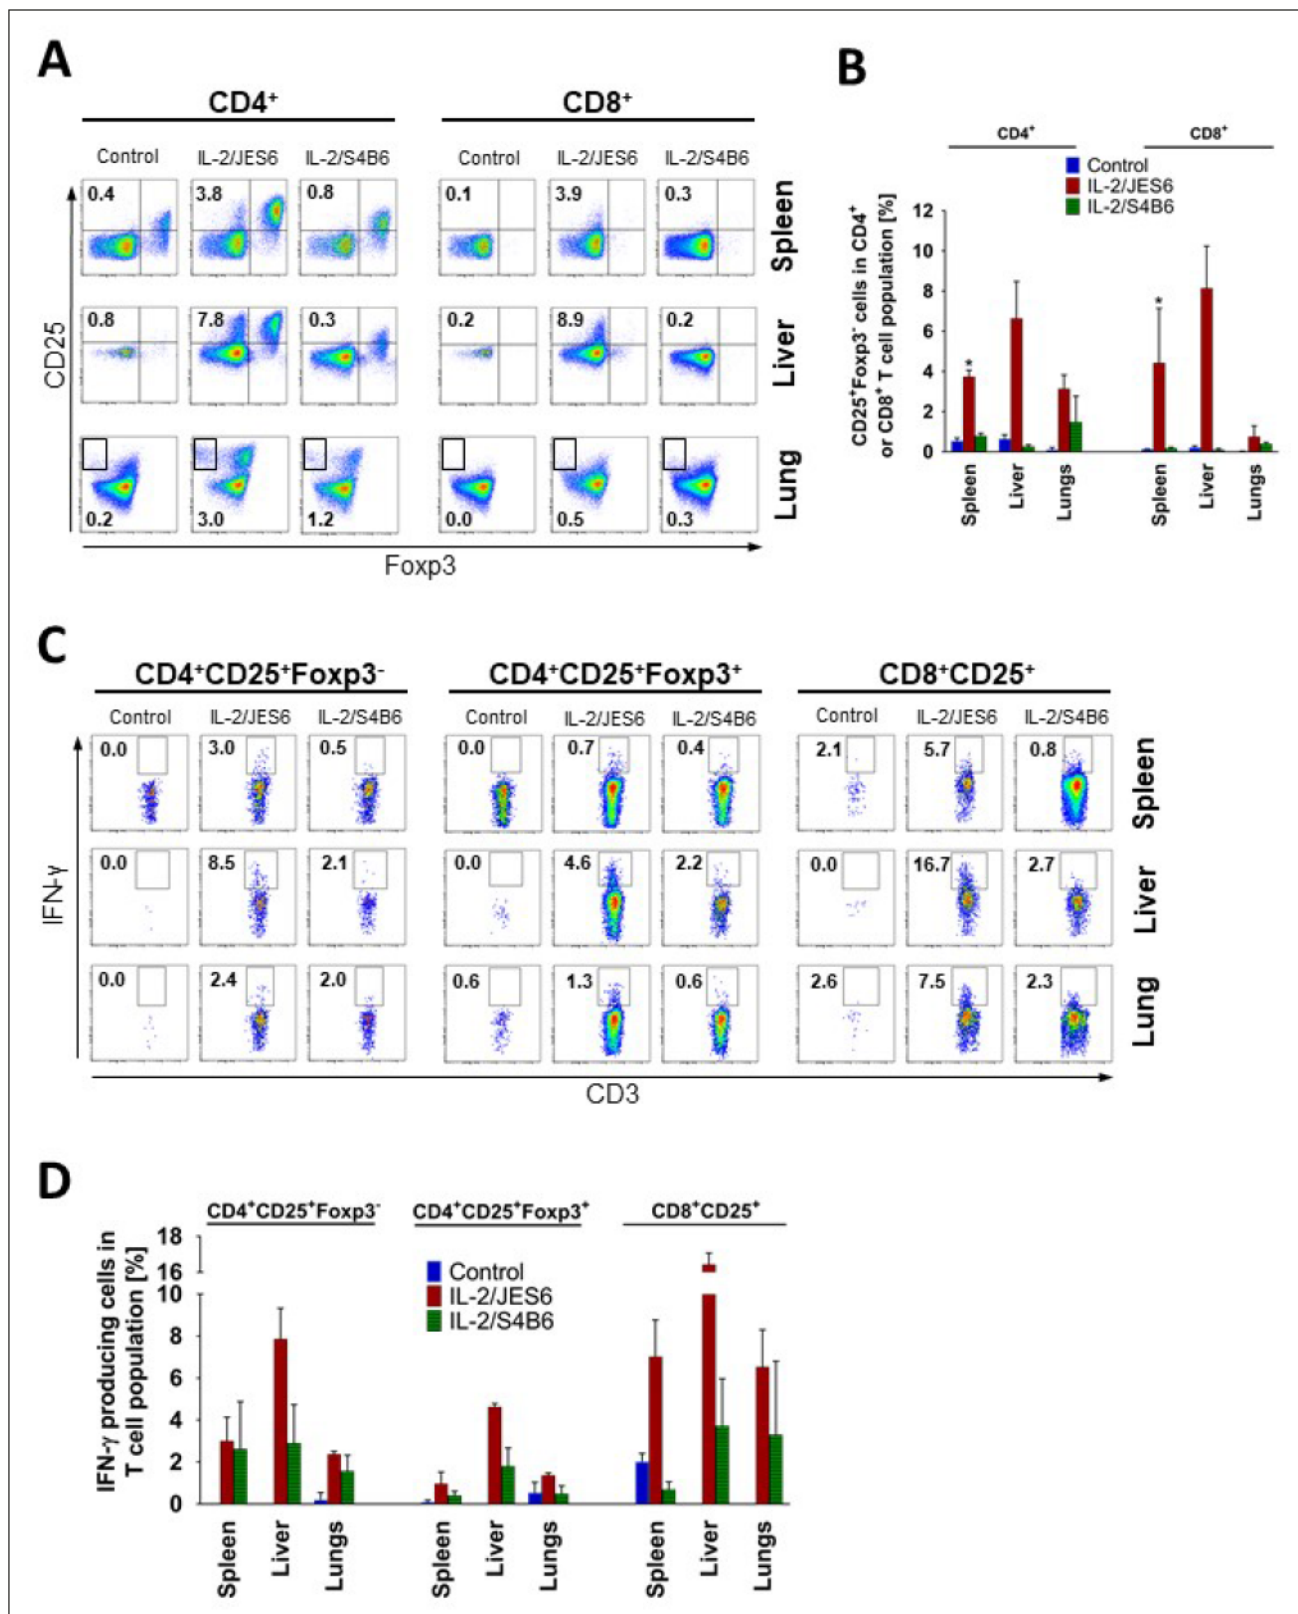 A
CD4⁺ CD8⁺
Control IL-2/JES6 IL-2/S4B6 Control IL-2/JES6 IL-2/S4B6
0.4 3.8 0.8 0.1 3.9 0.3
Spleen
0.8 7.8 0.3 0.2 8.9 0.2
Liver
0.2 3.0 1.2 0.0 0.5 0.3
Lung
CD25
Foxp3
B
CD4⁺ CD8⁺
Control
IL-2/JES6
IL-2/S4B6
CD25⁺Foxp3⁻ cells in CD4⁺
or CD8⁺ T cell population [%]
12
10
8
6
4
2
0
* *
Spleen Liver Lungs Spleen Liver Lungs
C
CD4⁺CD25⁺Foxp3⁻ CD4⁺CD25⁺Foxp3⁺ CD8⁺CD25⁺
Control IL-2/JES6 IL-2/S4B6 Control IL-2/JES6 IL-2/S4B6 Control IL-2/JES6 IL-2/S4B6
0.0 3.0 0.5 0.0 0.7 0.4 2.1 5.7 0.8
Spleen
0.0 8.5 2.1 0.0 4.6 2.2 0.0 16.7 2.7
Liver
0.0 2.4 2.0 0.6 1.3 0.6 2.6 7.5 2.3
Lung
IFN-γ
CD3
D
CD4⁺CD25⁺Foxp3⁻ CD4⁺CD25⁺Foxp3⁺ CD8⁺CD25⁺
Control
IL-2/JES6
IL-2/S4B6
IFN-γ producing cells in
T cell population [%]
18
16
10
8
6
4
2
0
Spleen Liver Lungs Spleen Liver Lungs Spleen Liver Lungs